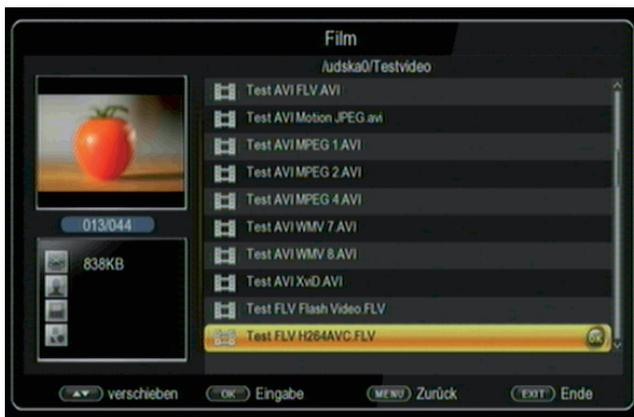 Film
/udska0/Testvideo
Test AVI FLV.AVI
Test AVI Motion JPEG.avi
Test AVI MPEG 1.AVI
Test AVI MPEG 2.AVI
Test AVI MPEG 4.AVI
Test AVI WMV 7.AVI
Test AVI WMV 8.AVI
Test AVI XviD.AVI
Test FLV Flash Video.FLV
Test FLV H264AVC.FLV OK
013/044
838KB
▲▼ verschieben OK Eingabe MENU Zurück EXIT Ende